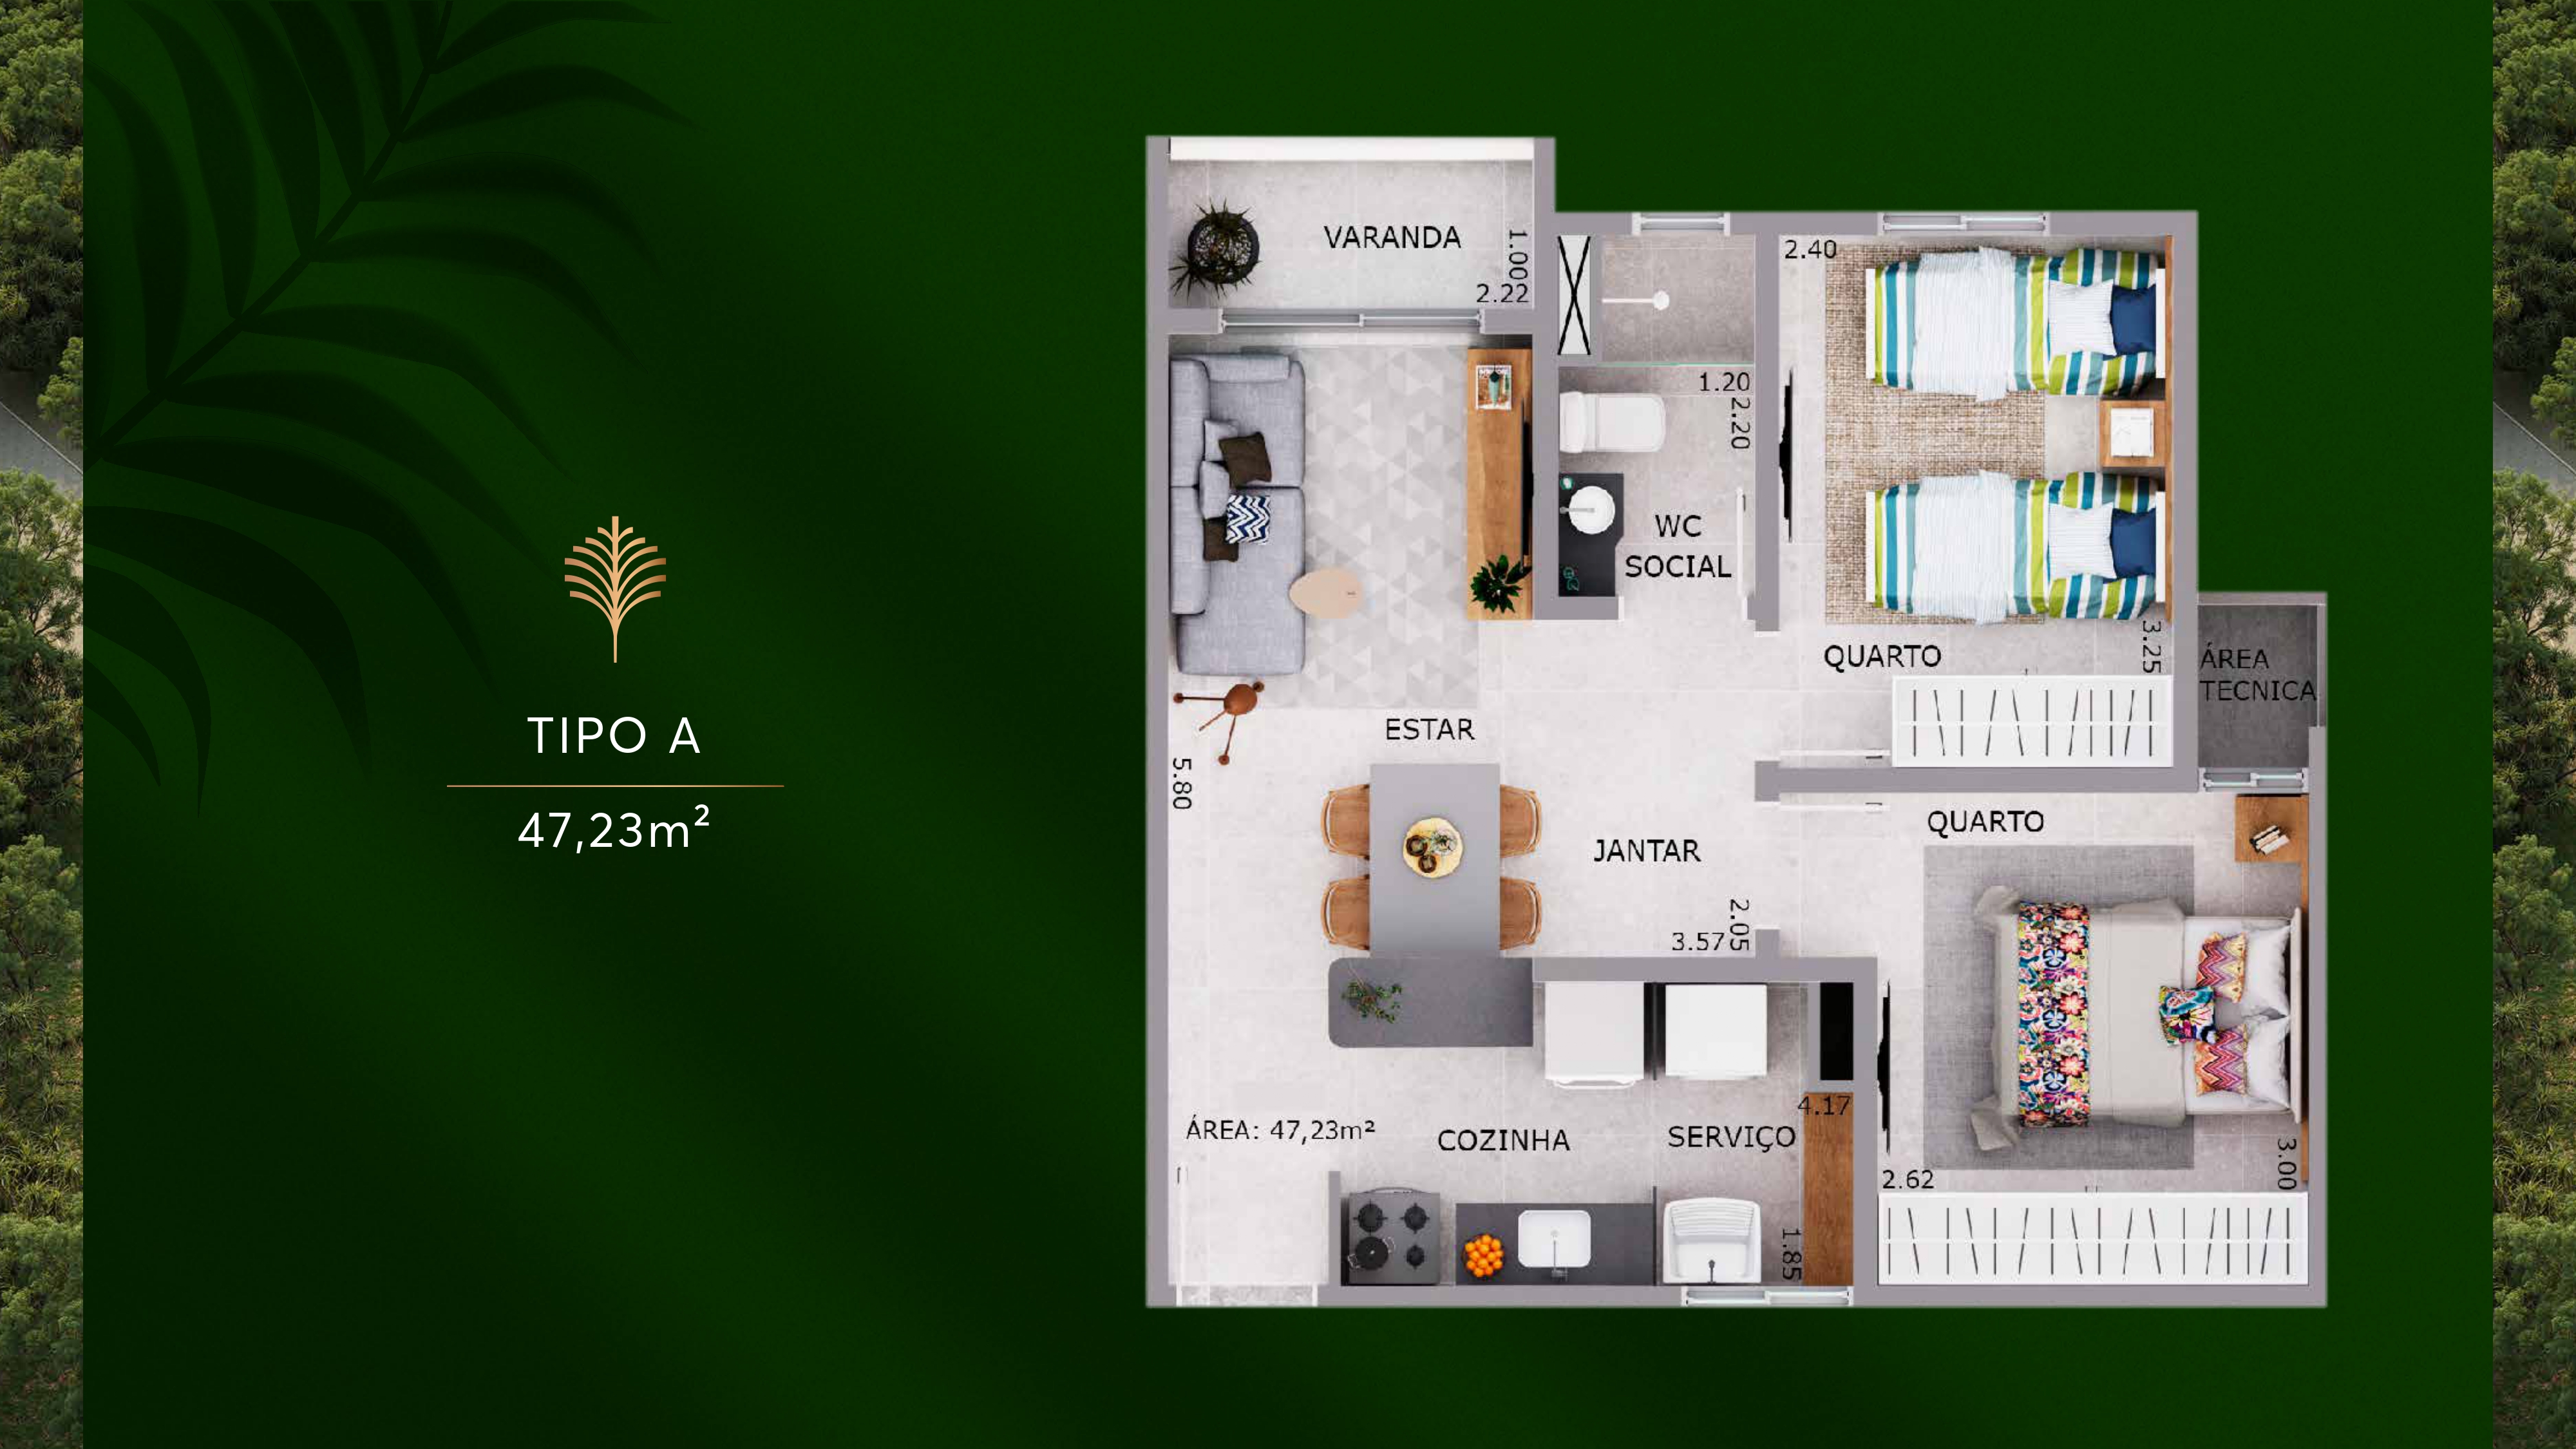 TIPO A
47,23m²
VARANDA
1.00
2.22
2.40
1.20
2.20
WC
SOCIAL
QUARTO
3.25
ÁREA
TECNICA
ESTAR
5.80
JANTAR
2.05
3.57
QUARTO
ÁREA: 47,23m²
COZINHA
SERVIÇO
4.17
1.85
2.62
3.00